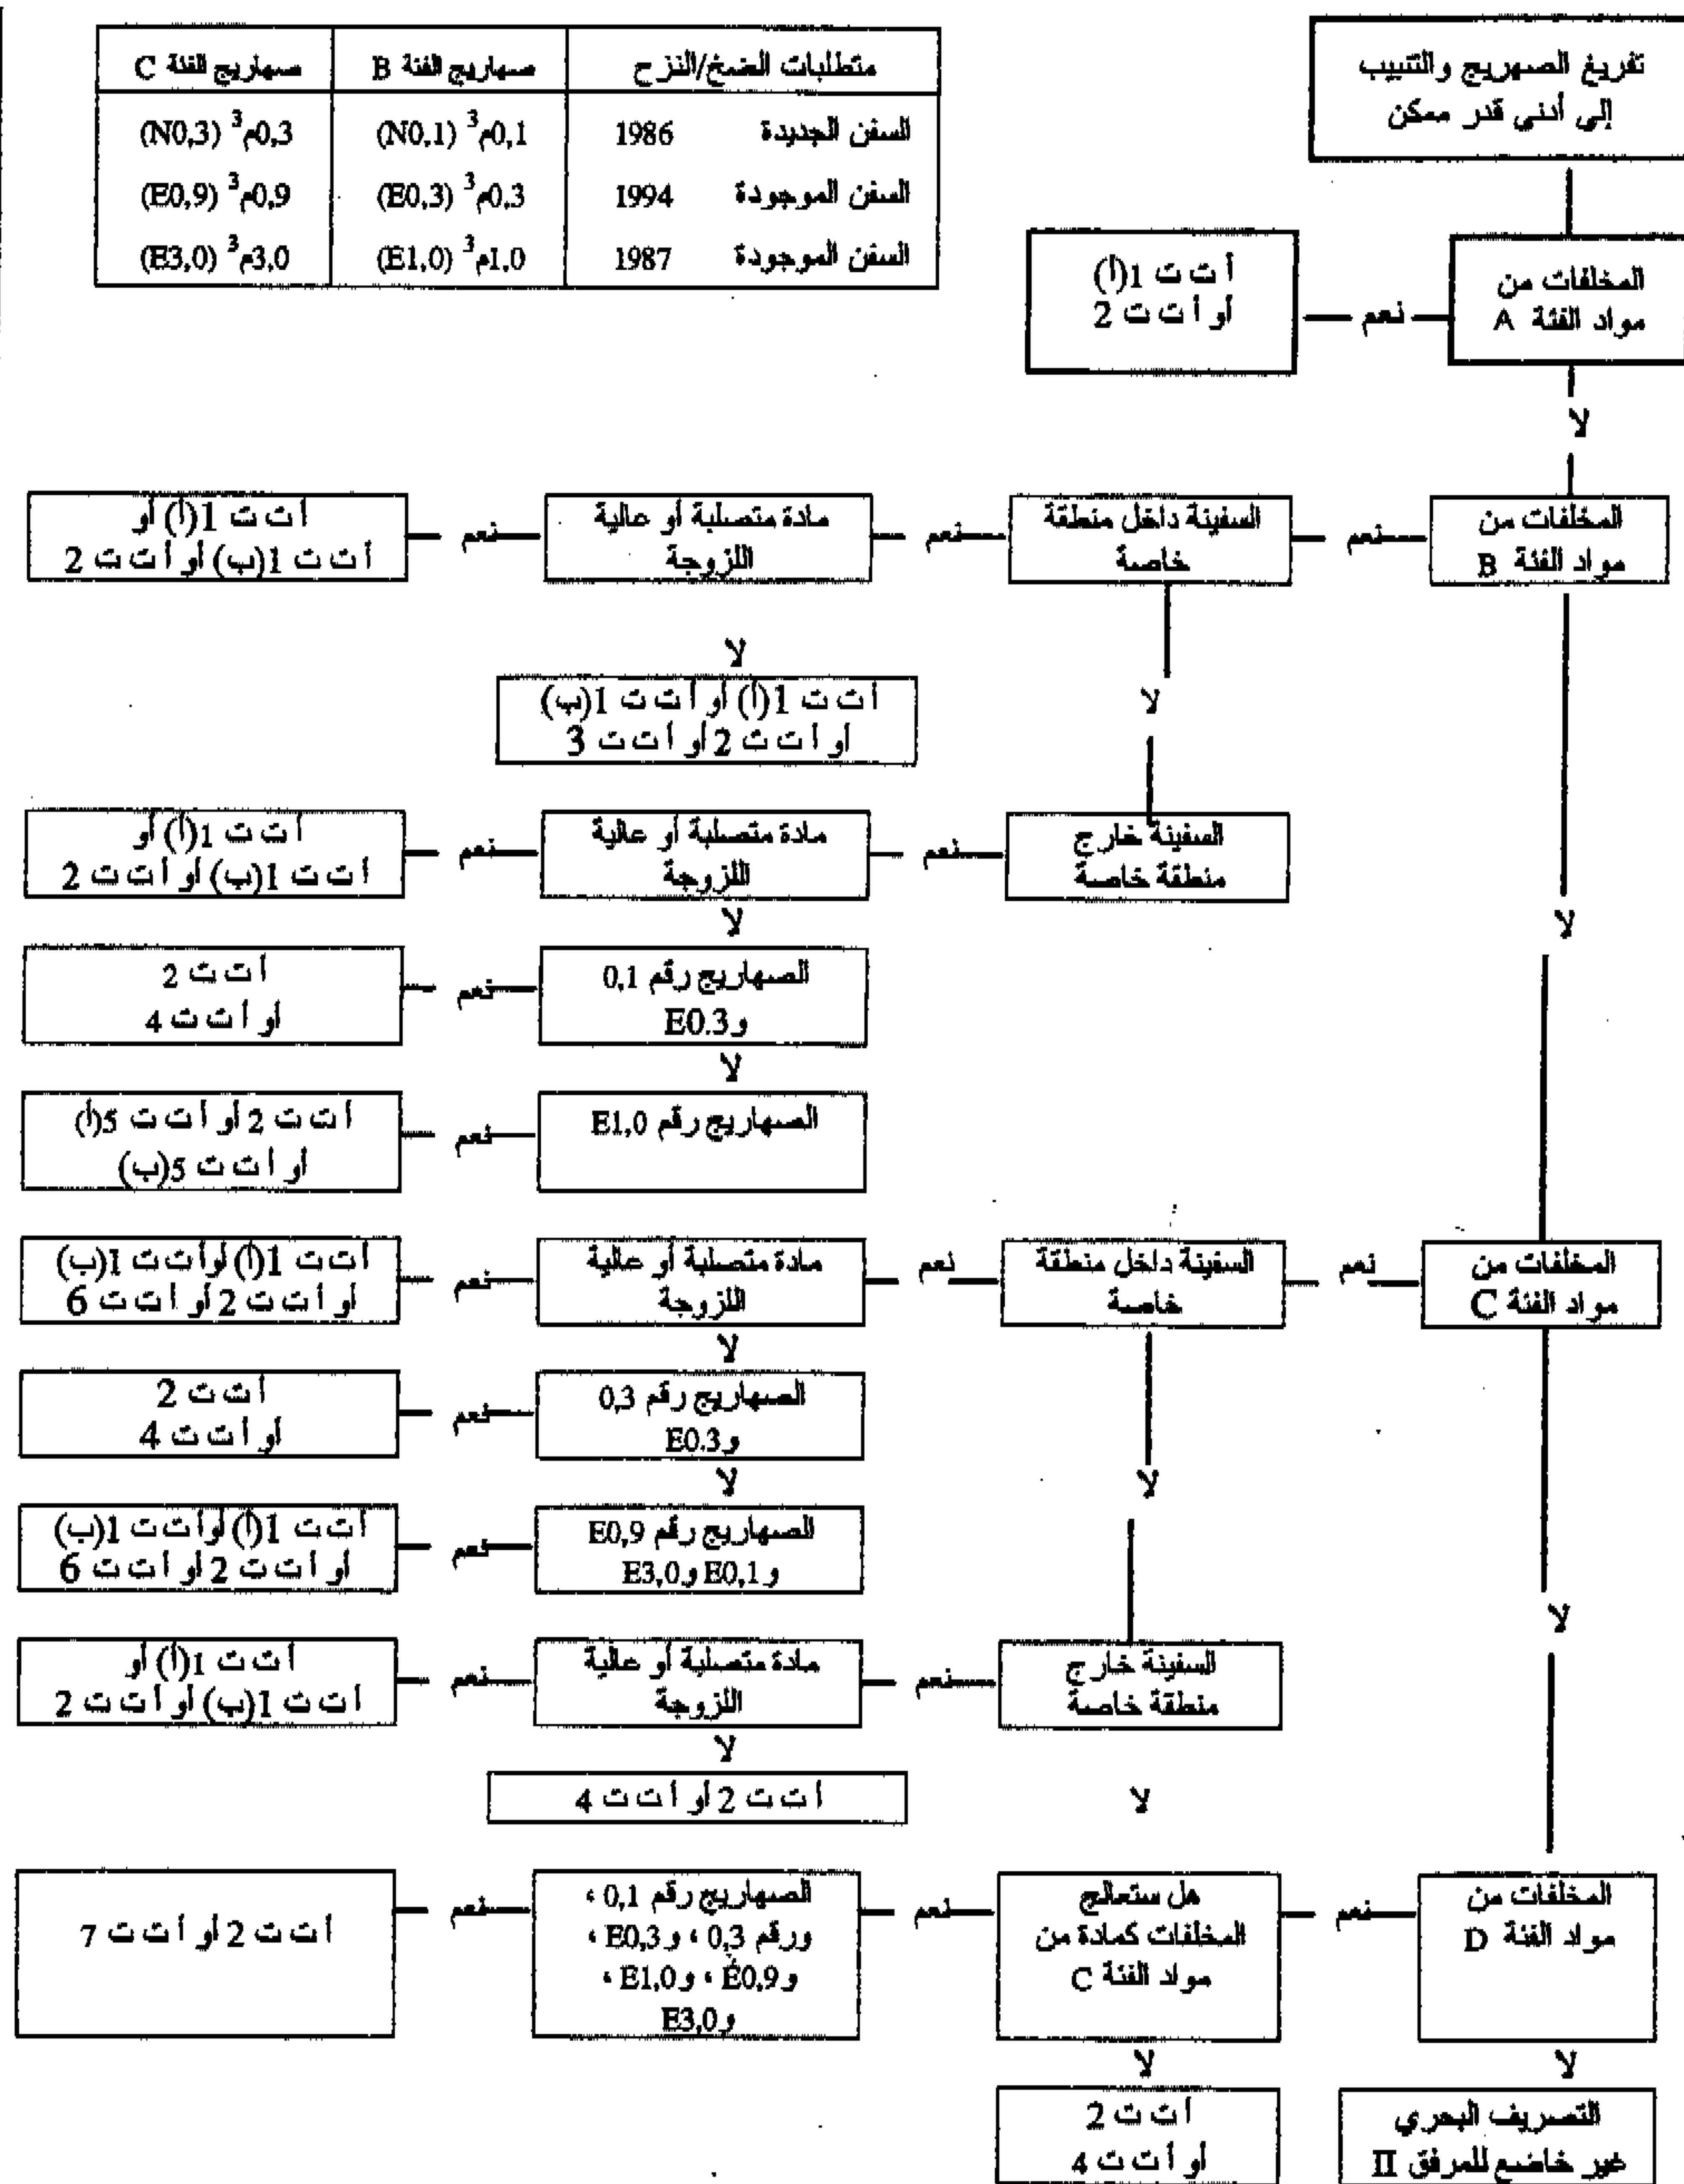 تفريغ الصهريج والتنبيب
إلى أدنى قدر ممكن
متطلبات الضخ/النزح صهاريج الفئة B صهاريج الفئة C
السفن الجديدة 1986 0,1م³ (N0,1) 0,3م³ (N0,3)
السفن الموجودة 1994 0,3م³ (E0,3) 0,9م³ (E0,9)
السفن الموجودة 1987 1,0م³ (E1,0) 3,0م³ (E3,0)
المخلفات من
مواد الفئة A
نعم
أ ت ت 1(أ)
أو أ ت ت 2
لا
المخلفات من
مواد الفئة B
نعم
السفينة داخل منطقة
خاصة
نعم
مادة متصلبة أو عالية
اللزوجة
نعم
أ ت ت 1(أ) أو
أ ت ت 1(ب) أو أ ت ت 2
لا
أ ت ت 1(أ) أو أ ت ت 1(ب)
أو أ ت ت 2 أو أ ت ت 3
لا
السفينة خارج
منطقة خاصة
نعم
مادة متصلبة أو عالية
اللزوجة
نعم
أ ت ت 1(أ) أو
أ ت ت 1(ب) أو أ ت ت 2
لا
لا
الصهاريج رقم 0,1
وE0.3
نعم
أ ت ت 2
أو أ ت ت 4
لا
الصهاريج رقم E1,0
نعم
أ ت ت 2 أو أ ت ت 5(أ)
أو أ ت ت 5(ب)
المخلفات من
مواد الفئة C
نعم
السفينة داخل منطقة
خاصة
نعم
مادة متصلبة أو عالية
اللزوجة
نعم
أ ت ت 1(أ) أوأ ت ت 1(ب)
أو أ ت ت 2 أو أ ت ت 6
لا
الصهاريج رقم 0,3
وE0.3
نعم
أ ت ت 2
أو أ ت ت 4
لا
لا
الصهاريج رقم E0,9
وE0,1 وE3,0
نعم
أ ت ت 1(أ) أوأ ت ت 1(ب)
أو أ ت ت 2 أو أ ت ت 6
لا
السفينة خارج
منطقة خاصة
نعم
مادة متصلبة أو عالية
اللزوجة
نعم
أ ت ت 1(أ) أو
أ ت ت 1(ب) أو أ ت ت 2
لا
أ ت ت 2 أو أ ت ت 4
لا
المخلفات من
مواد الفئة D
نعم
هل ستعالج
المخلفات كمادة من
مواد الفئة C
نعم
الصهاريج رقم 0,1 ،
ورقم 0,3 ، وE0,3 ،
وE0,9 ، وE1,0 ،
وE3,0
نعم
أ ت ت 2 أو أ ت ت 7
لا
لا
أ ت ت 2
أو أ ت ت 4
التصريف البحري
غير خاضع للمرفق II